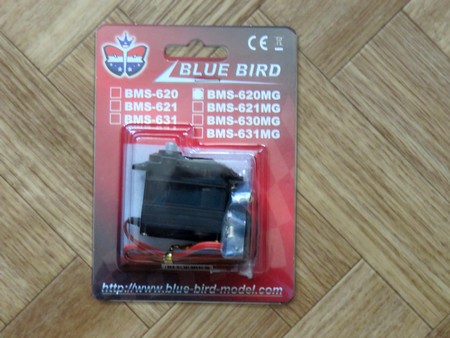 CE
BLUE BIRD
BMS-620 BMS-620MG
BMS-621 BMS-621MG
BMS-631 BMS-630MG
BMS-631MG
http://www.blue-bird-model.com